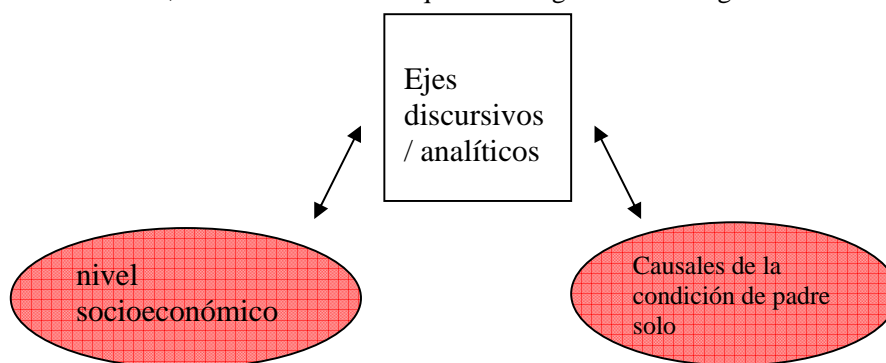 Ejes
discursivos
/ analíticos
nivel
socioeconómico
Causales de la
condición de padre
solo